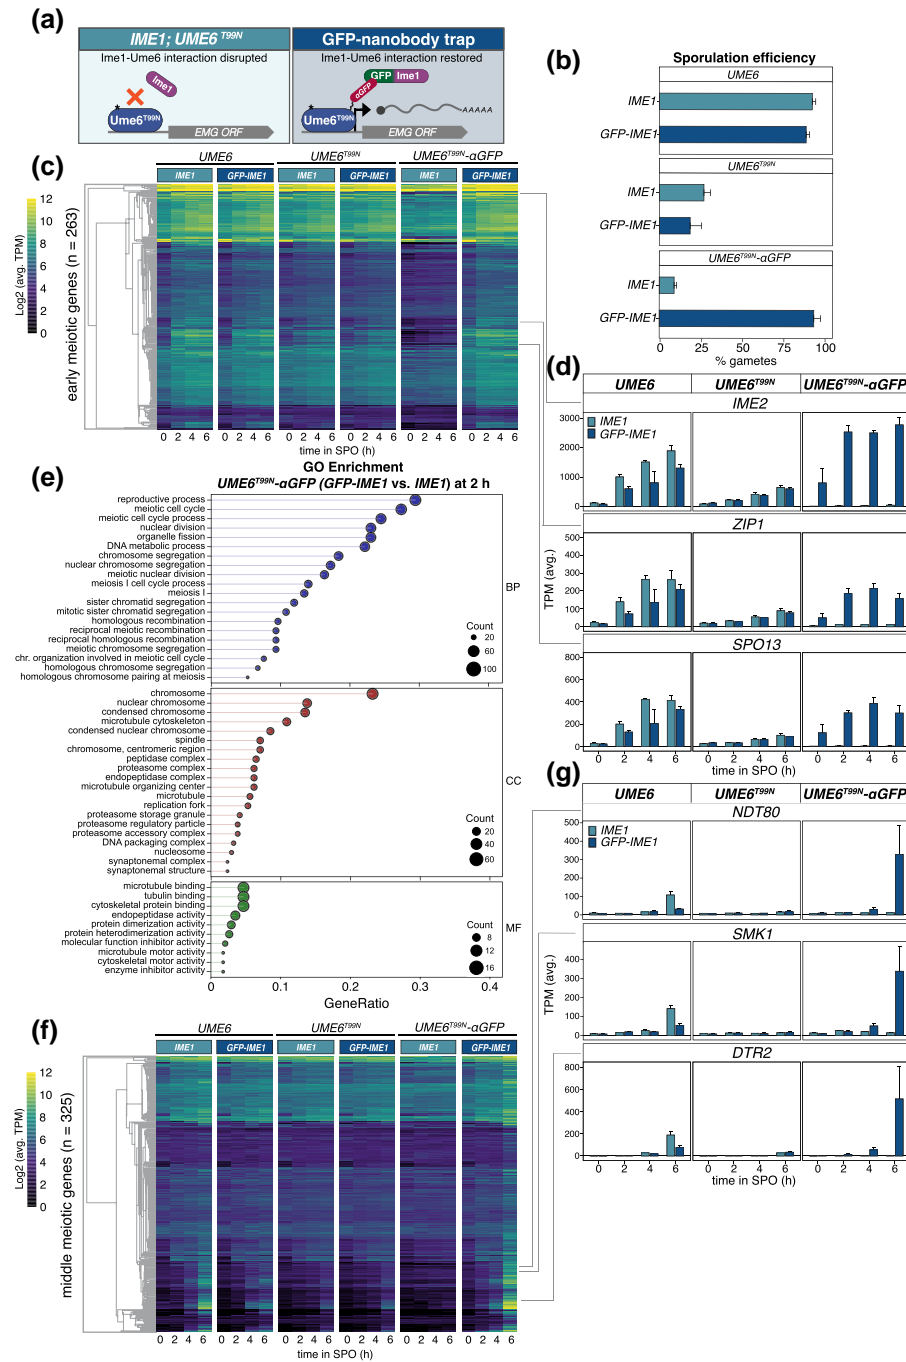 (a)
IME1; UME6 T99N
Ime1-Ume6 interaction disrupted
Ime1
Ume6T99N
EMG ORF
GFP-nanobody trap
Ime1-Ume6 interaction restored
GFP
Ime1
αGFP
Ume6T99N
AAAAA
EMG ORF
(b)
Sporulation efficiency
UME6
IME1
GFP-IME1
UME6T99N
IME1
GFP-IME1
UME6T99N-αGFP
IME1
GFP-IME1
0 25 50 75 100
% gametes
(c)
UME6 UME6T99N UME6T99N-αGFP
IME1 GFP-IME1 IME1 GFP-IME1 IME1 GFP-IME1
12
10
8
6
4
2
0
Log2 (avg. TPM)
early meiotic genes (n = 263)
0 2 4 6 0 2 4 6 0 2 4 6 0 2 4 6 0 2 4 6 0 2 4 6
time in SPO (h)
(d)
UME6 UME6T99N UME6T99N-αGFP
IME2
IME1
GFP-IME1
3000
2000
1000
0
ZIP1
500
400
300
200
100
0
TPM (avg.)
SPO13
800
600
400
200
0
0 2 4 6 0 2 4 6 0 2 4 6
time in SPO (h)
(e)
GO Enrichment
UME6T99N-αGFP (GFP-IME1 vs. IME1) at 2 h
reproductive process
meiotic cell cycle
meiotic cell cycle process
nuclear division
organelle fission
DNA metabolic process
chromosome segregation
nuclear chromosome segregation
meiotic nuclear division
meiosis I cell cycle process
meiosis I
sister chromatid segregation
mitotic sister chromatid segregation
homologous recombination
reciprocal meiotic recombination
reciprocal homologous recombination
meiotic chromosome segregation
chr. organization involved in meiotic cell cycle
homologous chromosome segregation
homologous chromosome pairing at meiosis
BP
Count
20
60
100
chromosome
nuclear chromosome
condensed chromosome
microtubule cytoskeleton
condensed nuclear chromosome
spindle
chromosome, centromeric region
peptidase complex
proteasome complex
endopeptidase complex
microtubule organizing center
microtubule
replication fork
proteasome storage granule
proteasome regulatory particle
proteasome accessory complex
DNA packaging complex
nucleosome
synaptonemal complex
synaptonemal structure
CC
Count
20
40
60
microtubule binding
tubulin binding
cytoskeletal protein binding
endopeptidase activity
protein dimerization activity
protein heterodimerization activity
molecular function inhibitor activity
microtubule motor activity
cytoskeletal motor activity
enzyme inhibitor activity
MF
Count
8
12
16
0 0.1 0.2 0.3 0.4
GeneRatio
(f)
UME6 UME6T99N UME6T99N-αGFP
IME1 GFP-IME1 IME1 GFP-IME1 IME1 GFP-IME1
12
10
8
6
4
2
0
Log2 (avg. TPM)
middle meiotic genes (n = 325)
0 2 4 6 0 2 4 6 0 2 4 6 0 2 4 6 0 2 4 6 0 2 4 6
time in SPO (h)
(g)
UME6 UME6T99N UME6T99N-αGFP
NDT80
IME1
GFP-IME1
500
400
300
200
100
0
SMK1
400
300
200
100
0
TPM (avg.)
DTR2
800
600
400
200
0
0 2 4 6 0 2 4 6 0 2 4 6
time in SPO (h)